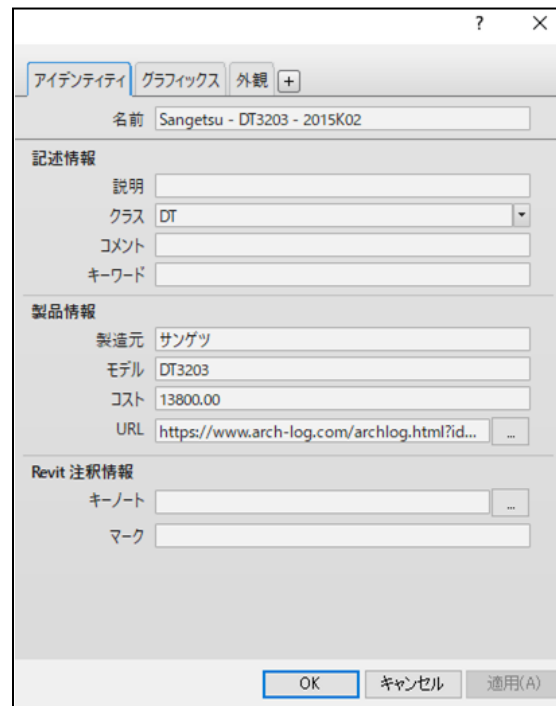 ? ×
アイデンティティ グラフィックス 外観 +
名前 Sangetsu - DT3203 - 2015K02
記述情報
説明
クラス DT
コメント
キーワード
製品情報
製造元 サンゲツ
モデル DT3203
コスト 13800.00
URL https://www.arch-log.com/archlog.html?id... ...
Revit 注釈情報
キーノート ...
マーク
OK キャンセル 適用(A)